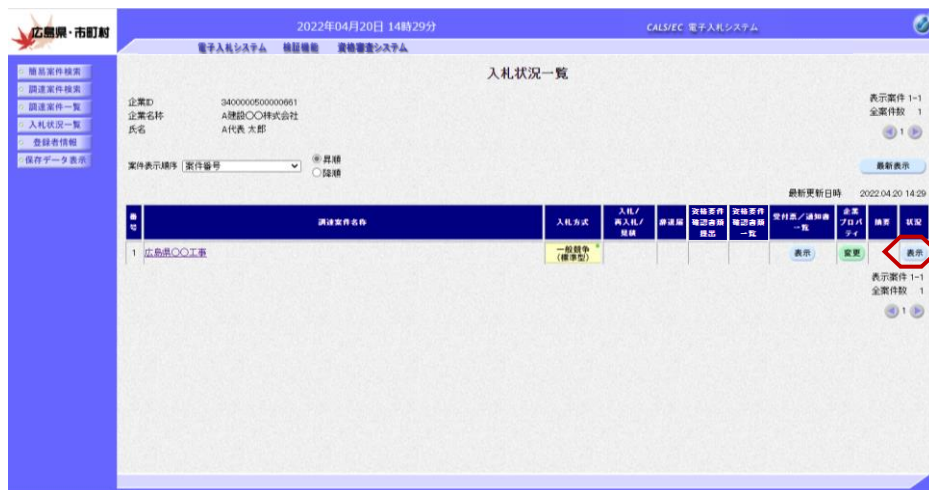 広島県・市町村
2022年04月20日 14時29分
CALS/EC 電子入札システム
電子入札システム 検証機能 資格審査システム
簡易案件検索
調達案件検索
調達案件一覧
入札状況一覧
登録者情報
保存データ表示
入札状況一覧
企業ID 3400000500000661
企業名称 A建設〇〇株式会社
氏名 A代表 太郎
表示案件 1-1
全案件数 1
1
案件表示順序 案件番号
昇順
降順
最新表示
最新更新日時 2022.04.20 14:29
番号 調達案件名称 入札方式 入札/再入札/見積 辞退届 資格要件確認書類提出 資格要件確認書類一覧 受付票/通知書一覧 企業プロパティ 摘要 状況
1 広島県〇〇工事 一般競争(標準型) 表示 変更 表示
表示案件 1-1
全案件数 1
1